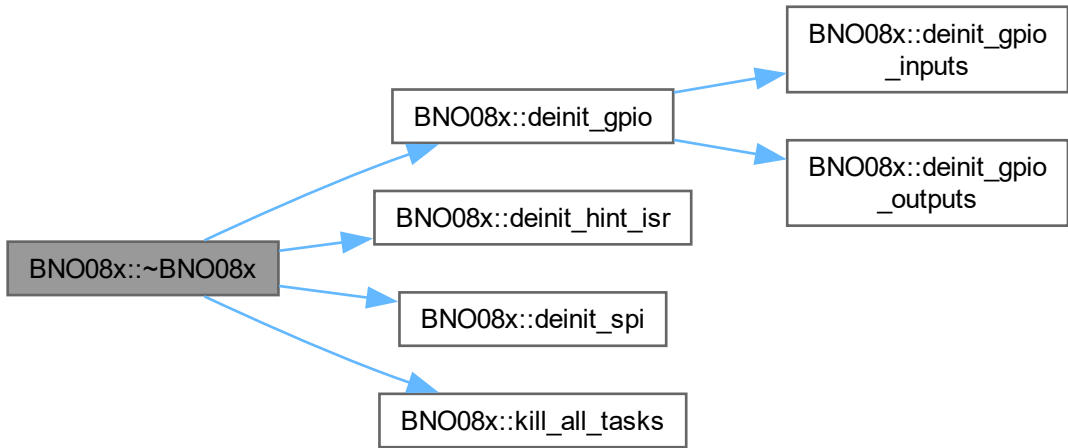 BNO08x::~BNO08x
BNO08x::deinit_gpio
BNO08x::deinit_gpio
_inputs
BNO08x::deinit_gpio
_outputs
BNO08x::deinit_hint_isr
BNO08x::deinit_spi
BNO08x::kill_all_tasks